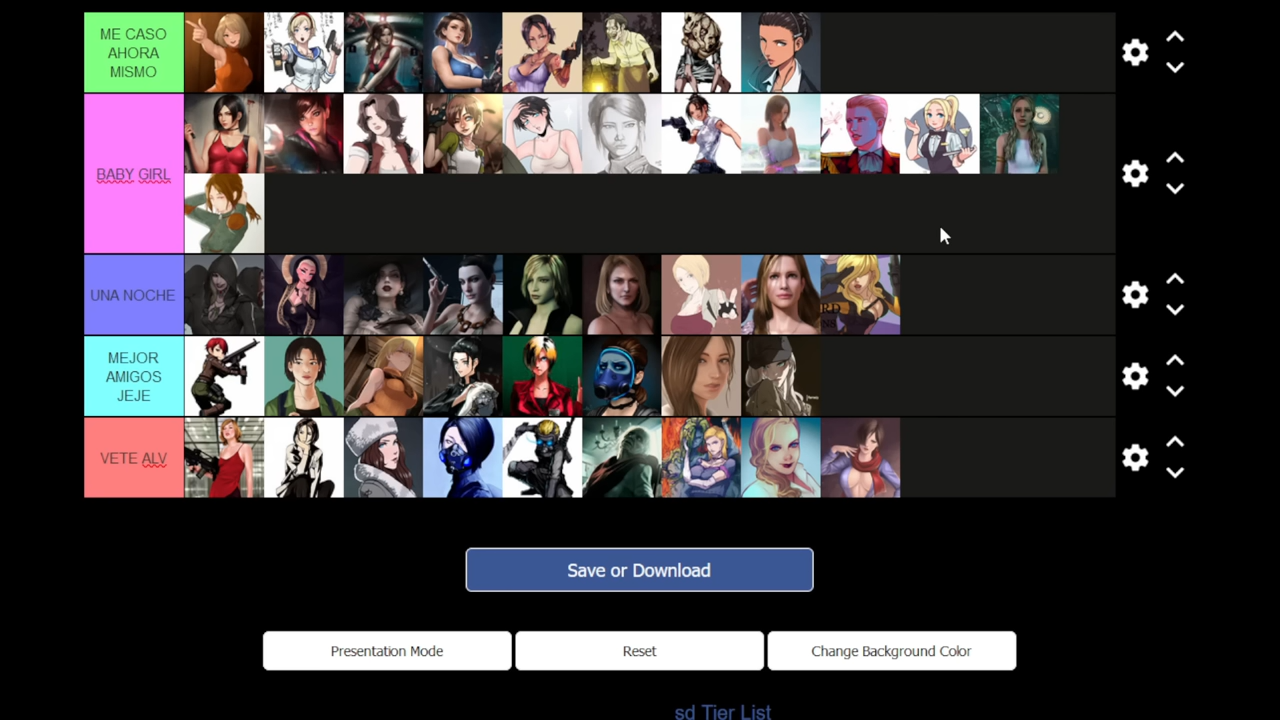 ME CASO
AHORA
MISMO
BABY GIRL
UNA NOCHE
MEJOR
AMIGOS
JEJE
VETE ALV
Save or Download
Presentation Mode
Reset
Change Background Color
sd Tier List